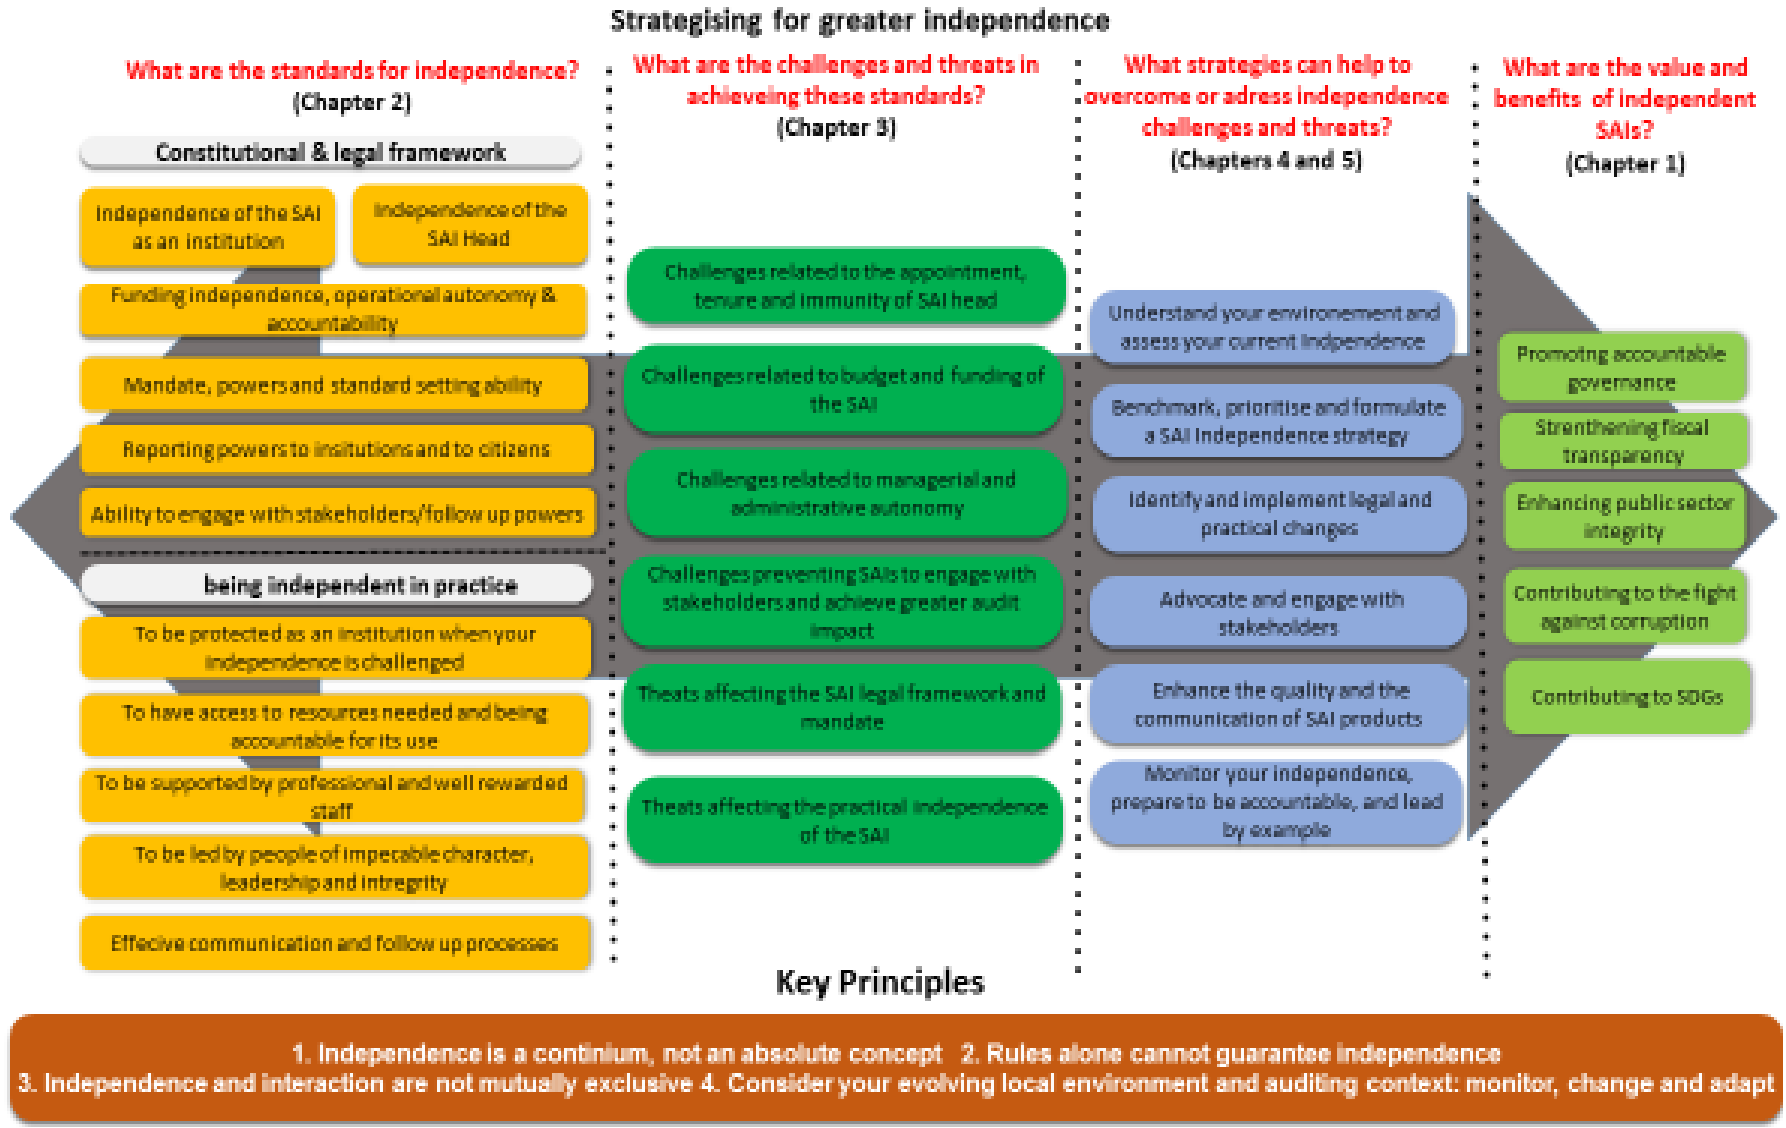 Strategising for greater independence
What are the standards for independence?
(Chapter 2)
Constitutional & legal framework
Independence of the SAI
as an institution
Independence of the
SAI Head
Funding independence, operational autonomy &
accountability
Mandate, powers and standard setting ability
Reporting powers to insitutions and to citizens
Ability to engage with stakeholders/follow up powers
being independent in practice
To be protected as an institution when your
independence is challenged
To have access to resources needed and being
accountable for its use
To be supported by professional and well rewarded
staff
To be led by people of impecable character,
leadership and intregrity
Effecive communication and follow up processes
What are the challenges and threats in
achieveing these standards?
(Chapter 3)
Challenges related to the appointment,
tenure and immunity of SAI head
Challenges related to budget and funding of
the SAI
Challenges related to managerial and
administrative autonomy
Challenges preventing SAIs to engage with
stakeholders and achieve greater audit
impact
Theats affecting the SAI legal framework and
mandate
Theats affecting the practical independence
of the SAI
What strategies can help to
overcome or adress independence
challenges and threats?
(Chapters 4 and 5)
Understand your environement and
assess your current Indpendence
Benchmark, prioritise and formulate
a SAI Independence strategy
Identify and implement legal and
practical changes
Advocate and engage with
stakeholders
Enhance the quality and the
communication of SAI products
Monitor your independence,
prepare to be accountable, and lead
by example
What are the value and
benefits of independent
SAIs?
(Chapter 1)
Promotng accountable
governance
Strenthening fiscal
transparency
Enhancing public sector
integrity
Contributing to the fight
against corruption
Contributing to SDGs
Key Principles
1. Independence is a continium, not an absolute concept 2. Rules alone cannot guarantee independence
3. Independence and interaction are not mutually exclusive 4. Consider your evolving local environment and auditing context: monitor, change and adapt